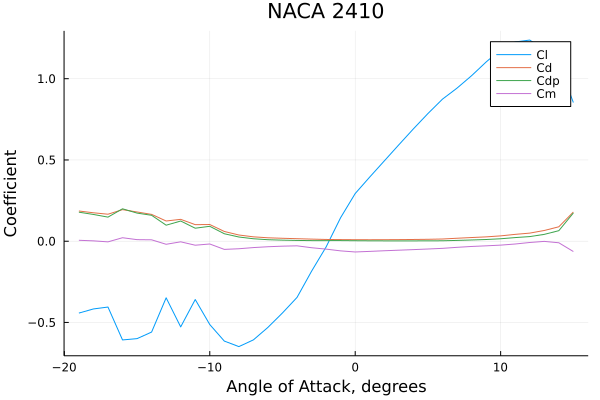 NACA 2410
Coefficient
1.0
0.5
0.0
−0.5
Cl
Cd
Cdp
Cm
−20
−10
0
10
Angle of Attack, degrees